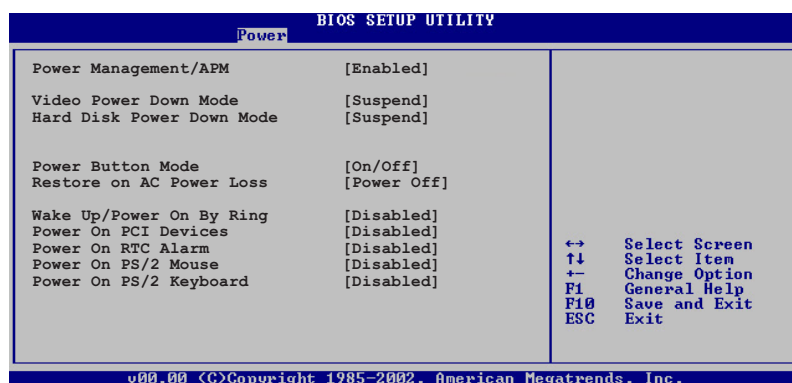 BIOS SETUP UTILITY
Power
Power Management/APM [Enabled]
Video Power Down Mode [Suspend]
Hard Disk Power Down Mode [Suspend]
Power Button Mode [On/Off]
Restore on AC Power Loss [Power Off]
Wake Up/Power On By Ring [Disabled]
Power On PCI Devices [Disabled]
Power On RTC Alarm [Disabled]
Power On PS/2 Mouse [Disabled]
Power On PS/2 Keyboard [Disabled]
↔ Select Screen
↑↓ Select Item
+- Change Option
F1 General Help
F10 Save and Exit
ESC Exit
v00.00 (C)Copyright 1985-2002, American Megatrends, Inc.